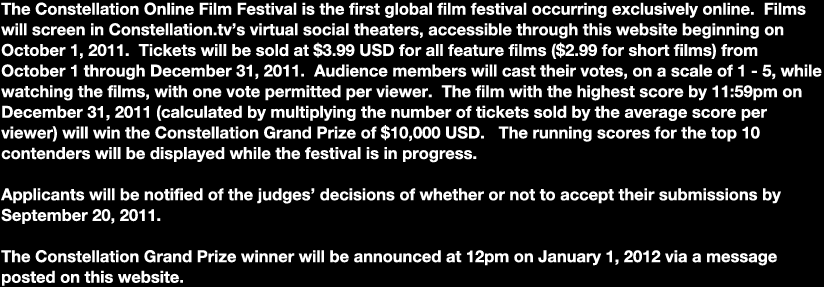 The Constellation Online Film Festival is the first global film festival occurring exclusively online.  Films
will screen in Constellation.tv's virtual social theaters, accessible through this website beginning on
October 1, 2011.  Tickets will be sold at $3.99 USD for all feature films ($2.99 for short films) from
October 1 through December 31, 2011.  Audience members will cast their votes, on a scale of 1 - 5, while
watching the films, with one vote permitted per viewer.  The film with the highest score by 11:59pm on
December 31, 2011 (calculated by multiplying the number of tickets sold by the average score per
viewer) will win the Constellation Grand Prize of $10,000 USD.   The running scores for the top 10
contenders will be displayed while the festival is in progress.

Applicants will be notified of the judges' decisions of whether or not to accept their submissions by
September 20, 2011.

The Constellation Grand Prize winner will be announced at 12pm on January 1, 2012 via a message
posted on this website.